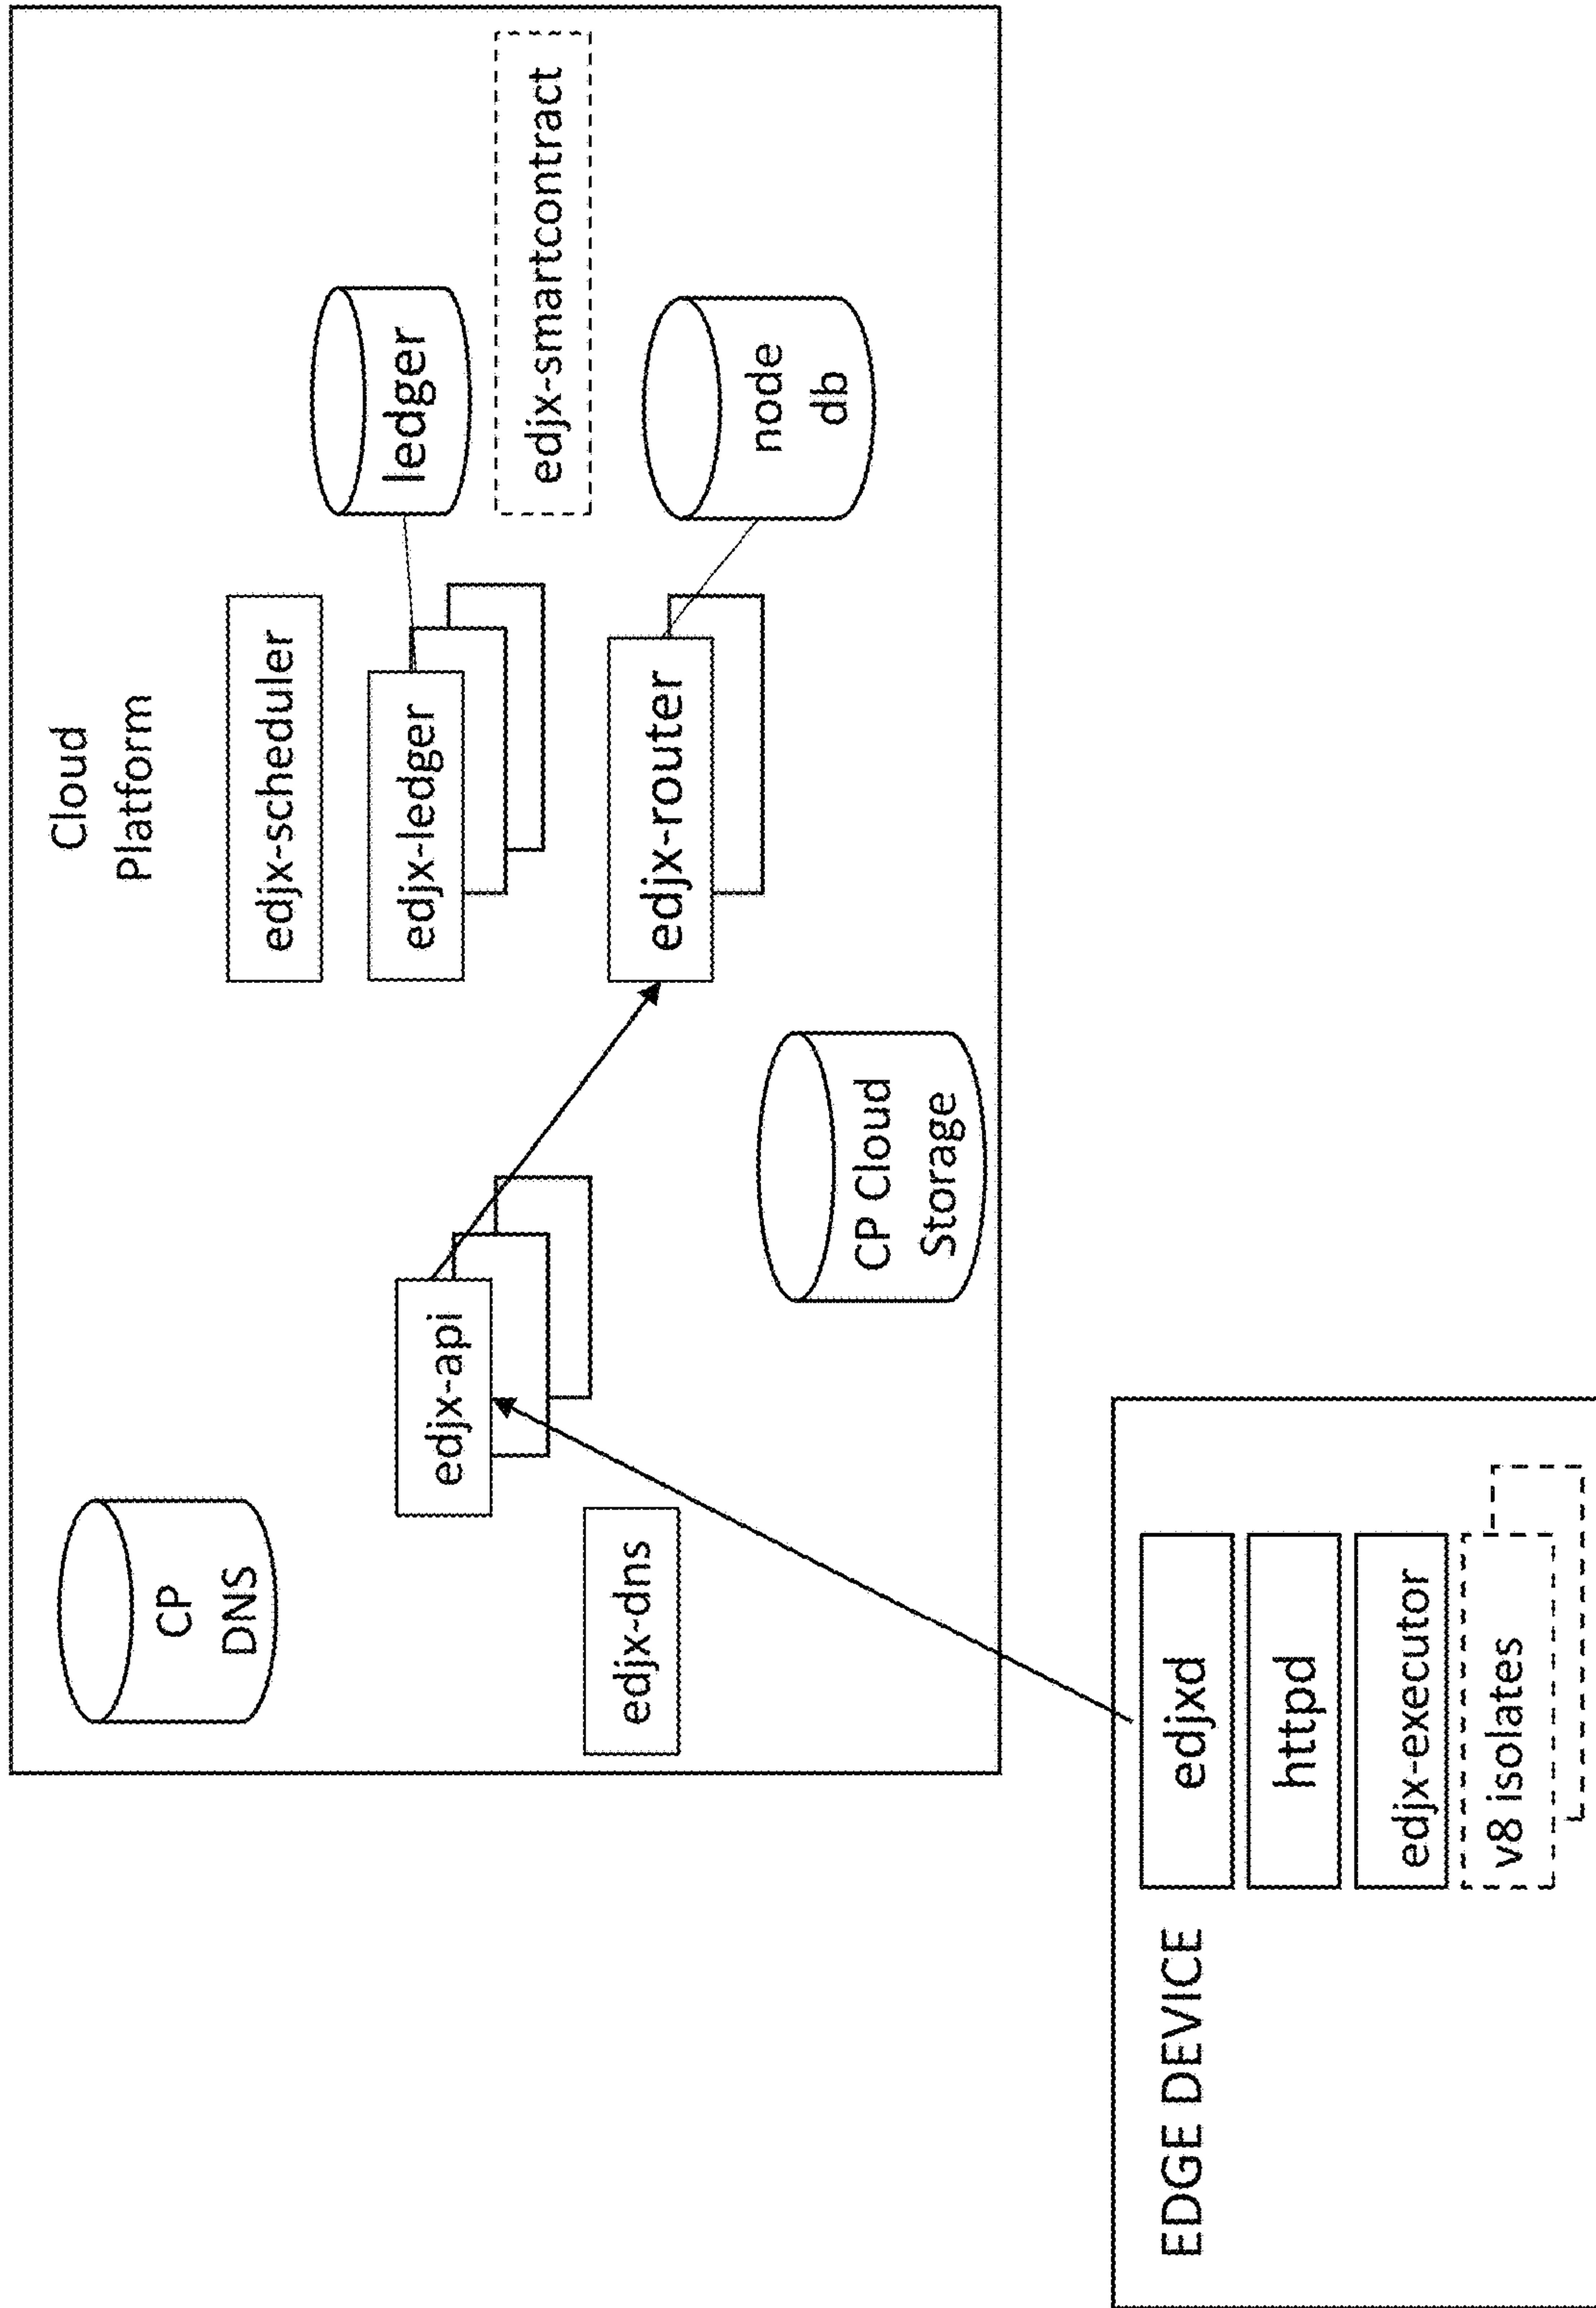 Cloud
Platform
CP
DNS
edjx-scheduler
ledger
edjx-api
edjx-ledger
edjx-smartcontract
edjx-dns
edjx-router
node
db
CP Cloud
Storage
EDGE DEVICE
edjxd
httpd
edjx-executor
v8 isolates